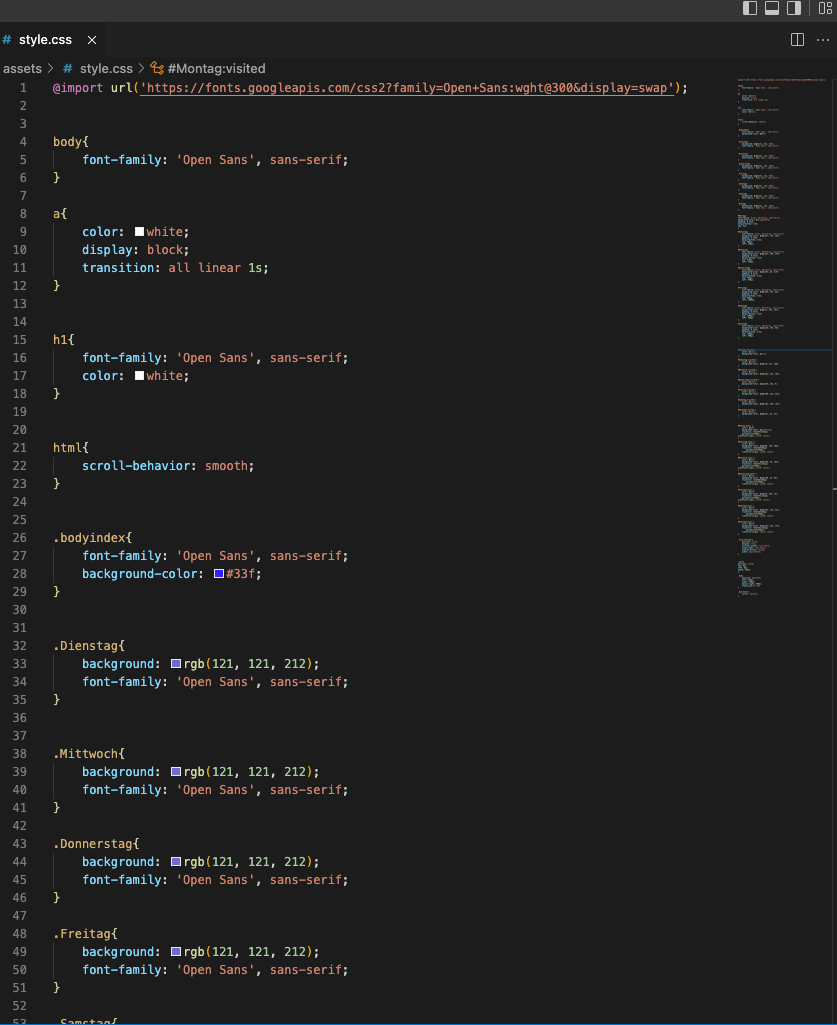 # style.css ×
assets > # style.css > #Montag:visited
1 @import url('https://fonts.googleapis.com/css2?family=Open+Sans:wght@300&display=swap');
2
3
4 body{
5 font-family: 'Open Sans', sans-serif;
6 }
7
8 a{
9 color: white;
10 display: block;
11 transition: all linear 1s;
12 }
13
14
15 h1{
16 font-family: 'Open Sans', sans-serif;
17 color: white;
18 }
19
20
21 html{
22 scroll-behavior: smooth;
23 }
24
25
26 .bodyindex{
27 font-family: 'Open Sans', sans-serif;
28 background-color: #33f;
29 }
30
31
32 .Dienstag{
33 background: rgb(121, 121, 212);
34 font-family: 'Open Sans', sans-serif;
35 }
36
37
38 .Mittwoch{
39 background: rgb(121, 121, 212);
40 font-family: 'Open Sans', sans-serif;
41 }
42
43 .Donnerstag{
44 background: rgb(121, 121, 212);
45 font-family: 'Open Sans', sans-serif;
46 }
47
48 .Freitag{
49 background: rgb(121, 121, 212);
50 font-family: 'Open Sans', sans-serif;
51 }
52
53 .Samstag{